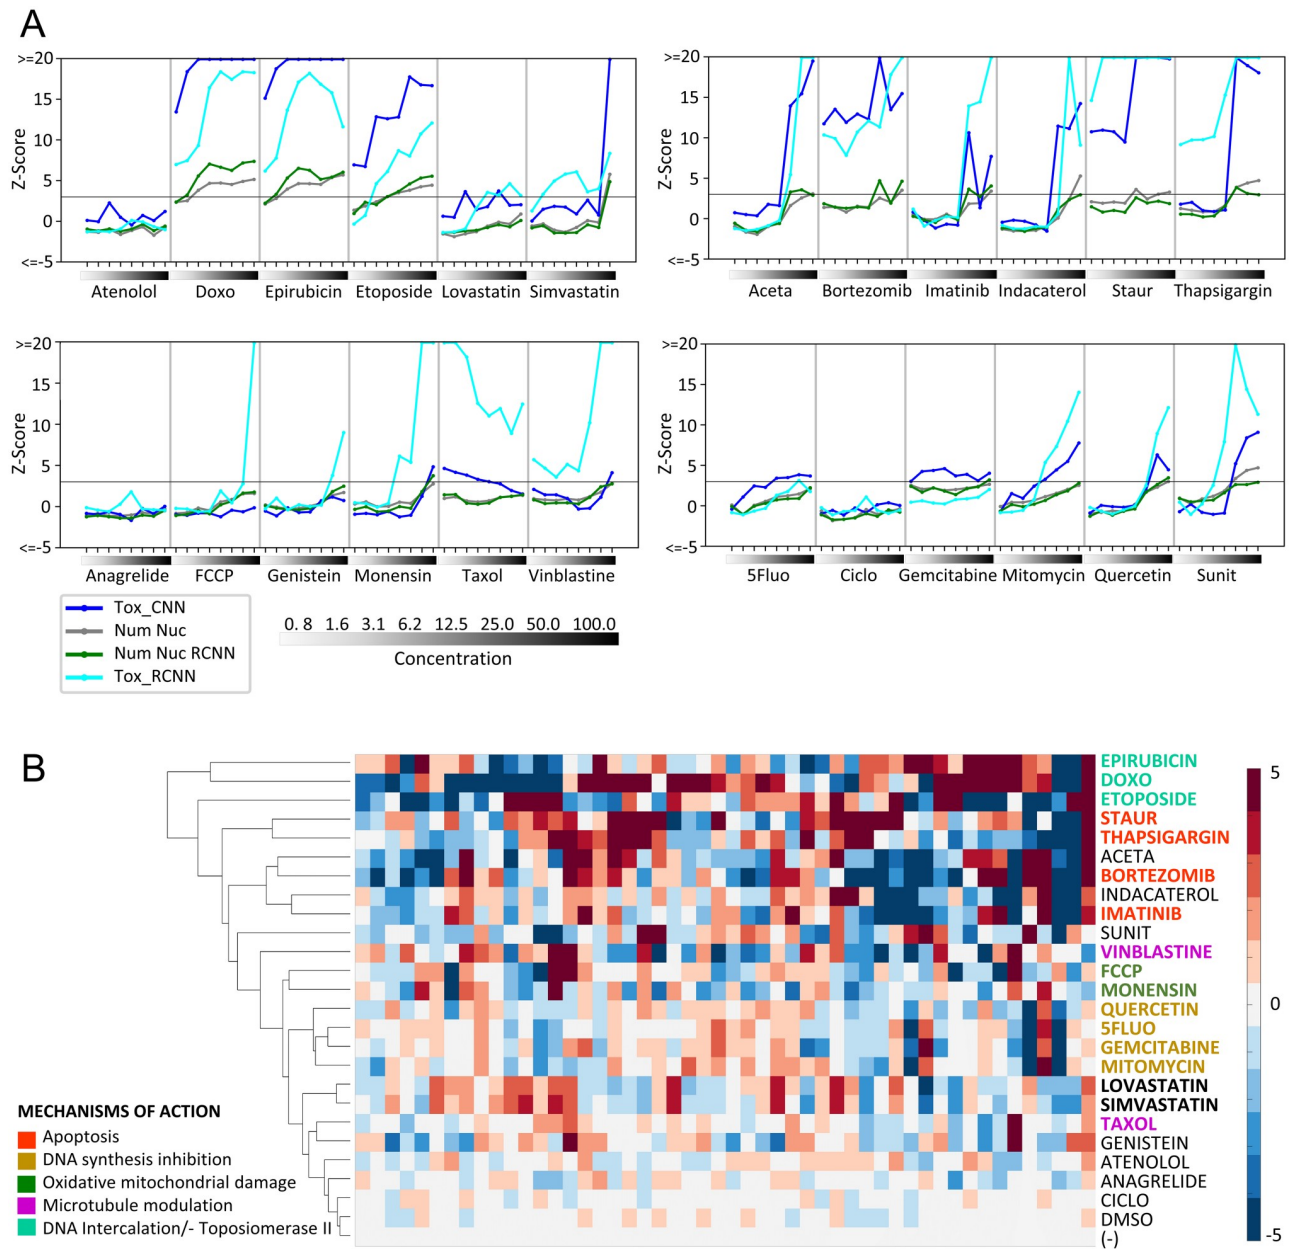 A
>=20
15
10
5
0
<=-5
Z-Score
Atenolol Doxo Epirubicin Etoposide Lovastatin Simvastatin
>=20
15
10
5
0
<=-5
Z-Score
Aceta Bortezomib Imatinib Indacaterol Staur Thapsigargin
>=20
15
10
5
0
<=-5
Z-Score
Anagrelide FCCP Genistein Monensin Taxol Vinblastine
>=20
15
10
5
0
<=-5
Z-Score
5Fluo Ciclo Gemcitabine Mitomycin Quercetin Sunit
Tox_CNN
Num Nuc
Num Nuc RCNN
Tox_RCNN
0. 8 1.6 3.1 6.2 12.5 25.0 50.0 100.0
Concentration
B
EPIRUBICIN
DOXO
ETOPOSIDE
STAUR
THAPSIGARGIN
ACETA
BORTEZOMIB
INDACATEROL
IMATINIB
SUNIT
VINBLASTINE
FCCP
MONENSIN
QUERCETIN
5FLUO
GEMCITABINE
MITOMYCIN
LOVASTATIN
SIMVASTATIN
TAXOL
GENISTEIN
ATENOLOL
ANAGRELIDE
CICLO
DMSO
(-)
5
0
-5
MECHANISMS OF ACTION
Apoptosis
DNA synthesis inhibition
Oxidative mitochondrial damage
Microtubule modulation
DNA Intercalation/- Toposiomerase II